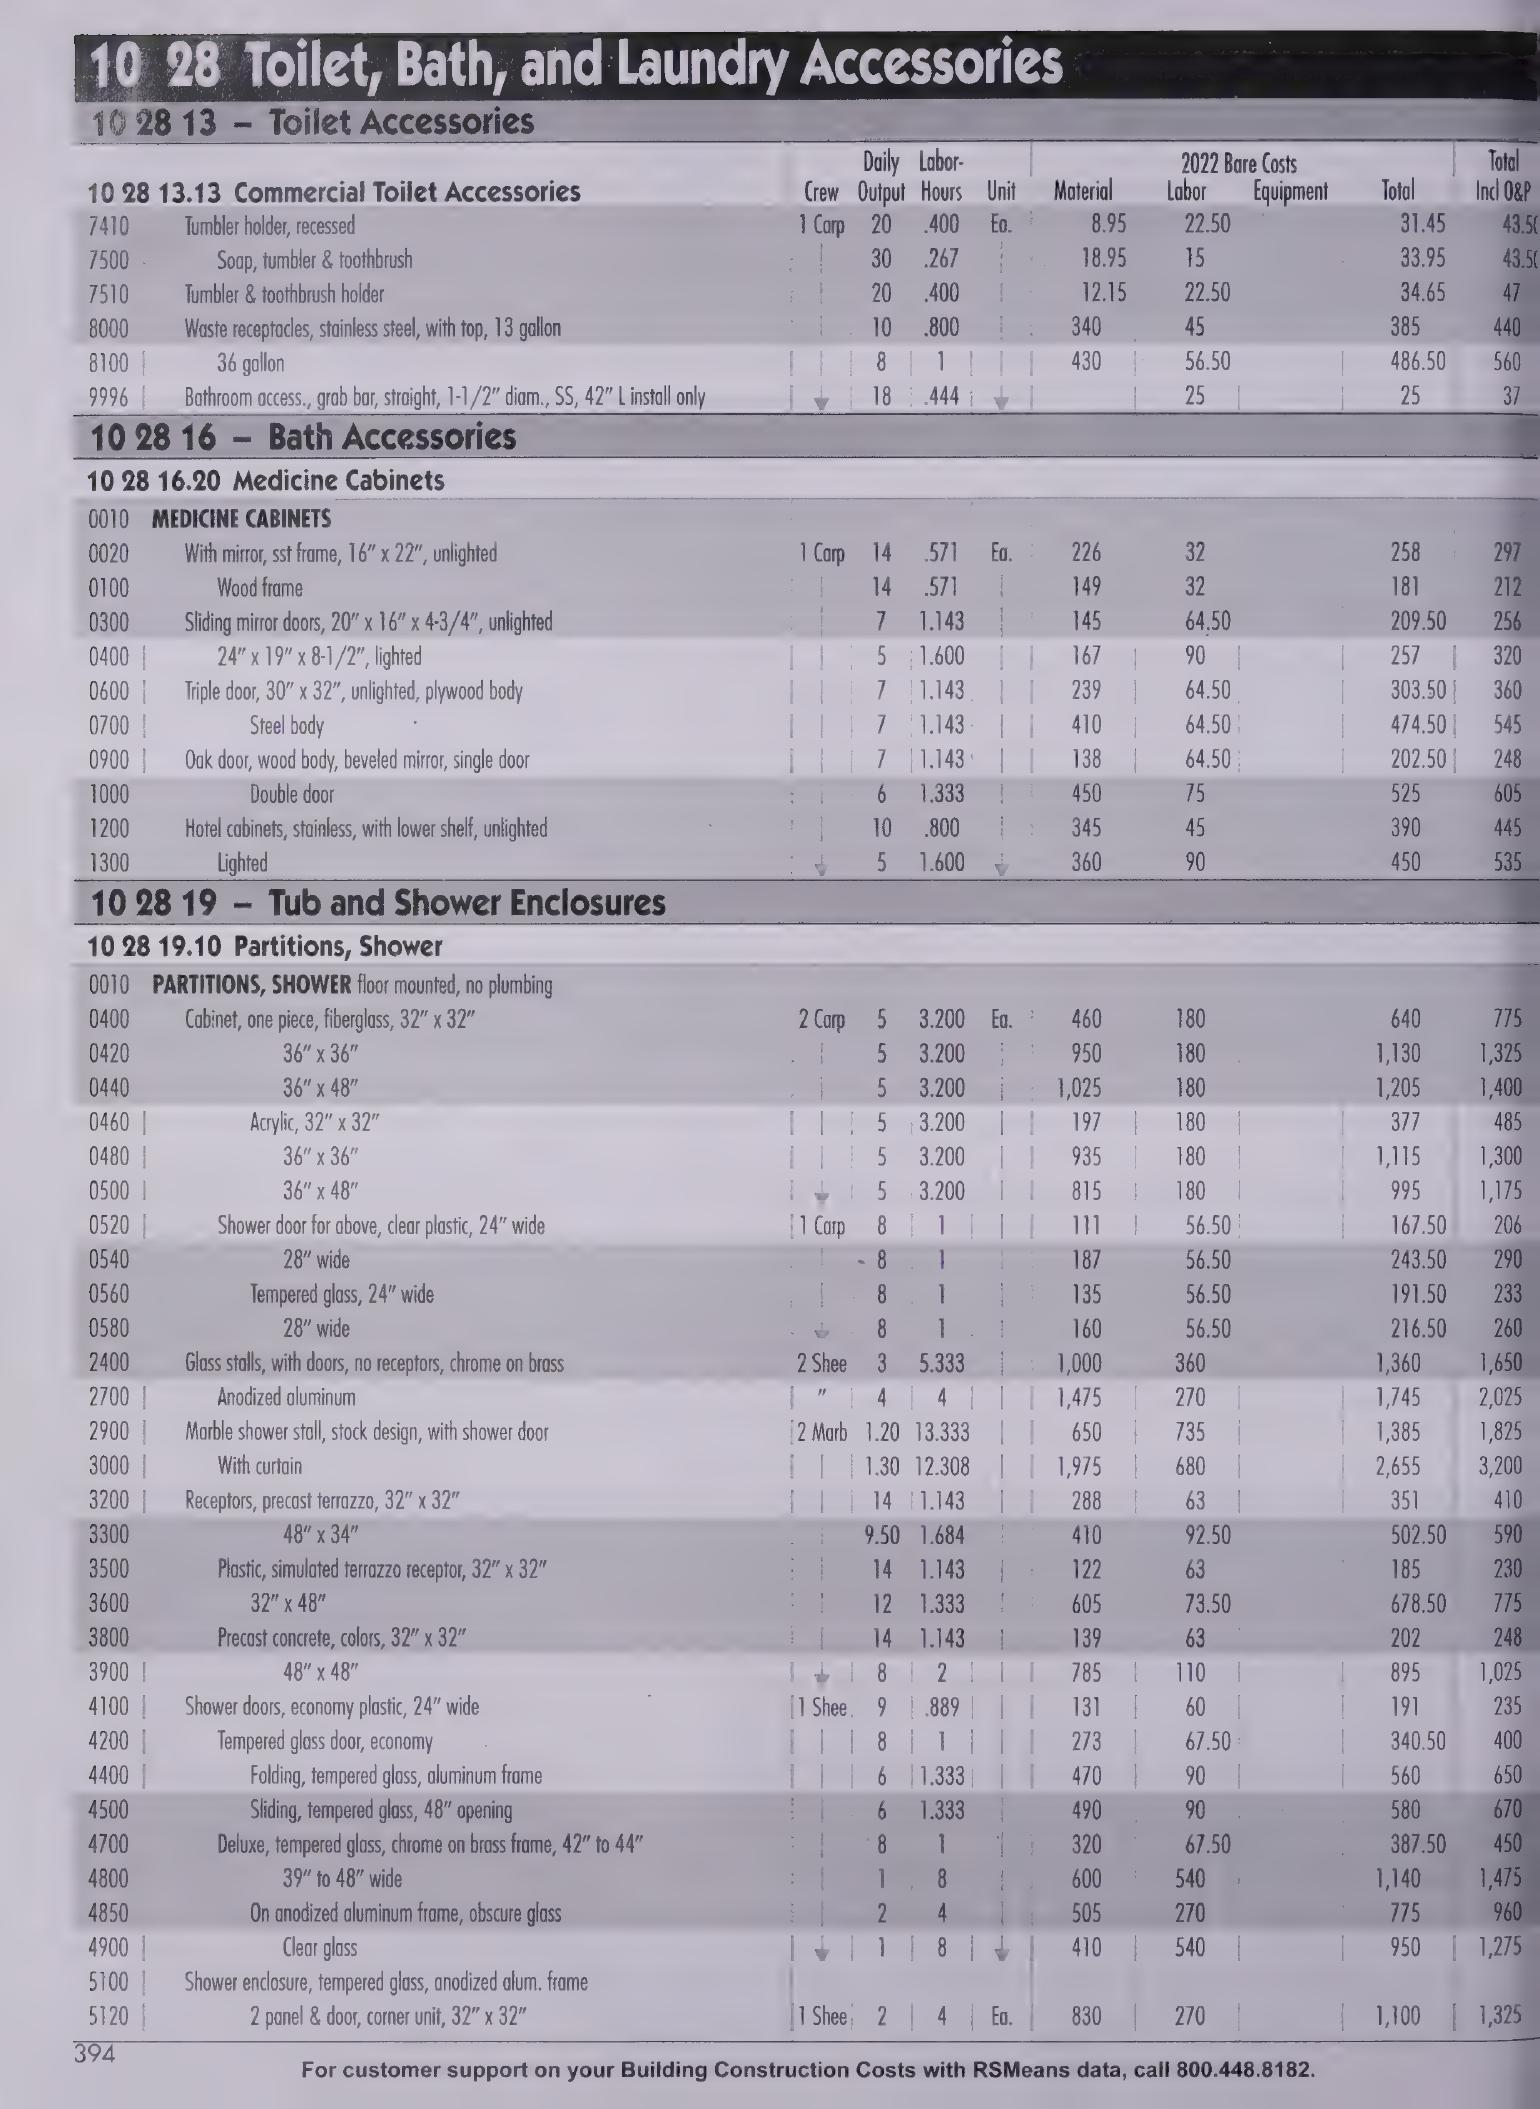 10 28 Toilet, Bath, and Laundry Accessories
10 28 13 – Toilet Accessories
Daily Labor- 2022 Bare Costs Total
10 28 13.13 Commercial Toilet Accessories Crew Output Hours Unit Material Labor Equipment Total Incl O&P
7410 Tumbler holder, recessed 1 Carp 20 .400 Ea. 8.95 22.50 31.45 43.50
7500 Soap, tumbler & toothbrush 30 .267 18.95 15 33.95 43.50
7510 Tumbler & toothbrush holder 20 .400 12.15 22.50 34.65 47
8000 Waste receptacles, stainless steel, with top, 13 gallon 10 .800 340 45 385 440
8100 36 gallon 8 1 430 56.50 486.50 560
9996 Bathroom access., grab bar, straight, 1-1/2" diam., SS, 42" L install only 18 .444 25 25 37
10 28 16 – Bath Accessories
10 28 16.20 Medicine Cabinets
0010 MEDICINE CABINETS
0020 With mirror, sst frame, 16" x 22", unlighted 1 Carp 14 .571 Ea. 226 32 258 297
0100 Wood frame 14 .571 149 32 181 212
0300 Sliding mirror doors, 20" x 16" x 4-3/4", unlighted 7 1.143 145 64.50 209.50 256
0400 24" x 19" x 8-1/2", lighted 5 1.600 167 90 257 320
0600 Triple door, 30" x 32", unlighted, plywood body 7 1.143 239 64.50 303.50 360
0700 Steel body 7 1.143 410 64.50 474.50 545
0900 Oak door, wood body, beveled mirror, single door 7 1.143 138 64.50 202.50 248
1000 Double door 6 1.333 450 75 525 605
1200 Hotel cabinets, stainless, with lower shelf, unlighted 10 .800 345 45 390 445
1300 Lighted 5 1.600 360 90 450 535
10 28 19 – Tub and Shower Enclosures
10 28 19.10 Partitions, Shower
0010 PARTITIONS, SHOWER floor mounted, no plumbing
0400 Cabinet, one piece, fiberglass, 32" x 32" 2 Carp 5 3.200 Ea. 460 180 640 775
0420 36" x 36" 5 3.200 950 180 1,130 1,325
0440 36" x 48" 5 3.200 1,025 180 1,205 1,400
0460 Acrylic, 32" x 32" 5 3.200 197 180 377 485
0480 36" x 36" 5 3.200 935 180 1,115 1,300
0500 36" x 48" 5 3.200 815 180 995 1,175
0520 Shower door for above, clear plastic, 24" wide 1 Carp 8 1 111 56.50 167.50 206
0540 28" wide 8 1 187 56.50 243.50 290
0560 Tempered glass, 24" wide 8 1 135 56.50 191.50 233
0580 28" wide 8 1 160 56.50 216.50 260
2400 Glass stalls, with doors, no receptors, chrome on brass 2 Shee 3 5.333 1,000 360 1,360 1,650
2700 Anodized aluminum " 4 4 1,475 270 1,745 2,025
2900 Marble shower stall, stock design, with shower door 2 Marb 1.20 13.333 650 735 1,385 1,825
3000 With curtain 1.30 12.308 1,975 680 2,655 3,200
3200 Receptors, precast terrazzo, 32" x 32" 14 1.143 288 63 351 410
3300 48" x 34" 9.50 1.684 410 92.50 502.50 590
3500 Plastic, simulated terrazzo receptor, 32" x 32" 14 1.143 122 63 185 230
3600 32" x 48" 12 1.333 605 73.50 678.50 775
3800 Precast concrete, colors, 32" x 32" 14 1.143 139 63 202 248
3900 48" x 48" 8 2 785 110 895 1,025
4100 Shower doors, economy plastic, 24" wide 1 Shee 9 .889 131 60 191 235
4200 Tempered glass door, economy 8 1 273 67.50 340.50 400
4400 Folding, tempered glass, aluminum frame 6 1.333 470 90 560 650
4500 Sliding, tempered glass, 48" opening 6 1.333 490 90 580 670
4700 Deluxe, tempered glass, chrome on brass frame, 42" to 44" 8 1 320 67.50 387.50 450
4800 39" to 48" wide 1 8 600 540 1,140 1,475
4850 On anodized aluminum frame, obscure glass 2 4 505 270 775 960
4900 Clear glass 1 8 410 540 950 1,275
5100 Shower enclosure, tempered glass, anodized alum. frame
5120 2 panel & door, corner unit, 32" x 32" 1 Shee 2 4 Ea. 830 270 1,100 1,325
394
For customer support on your Building Construction Costs with RSMeans data, call 800.448.8182.